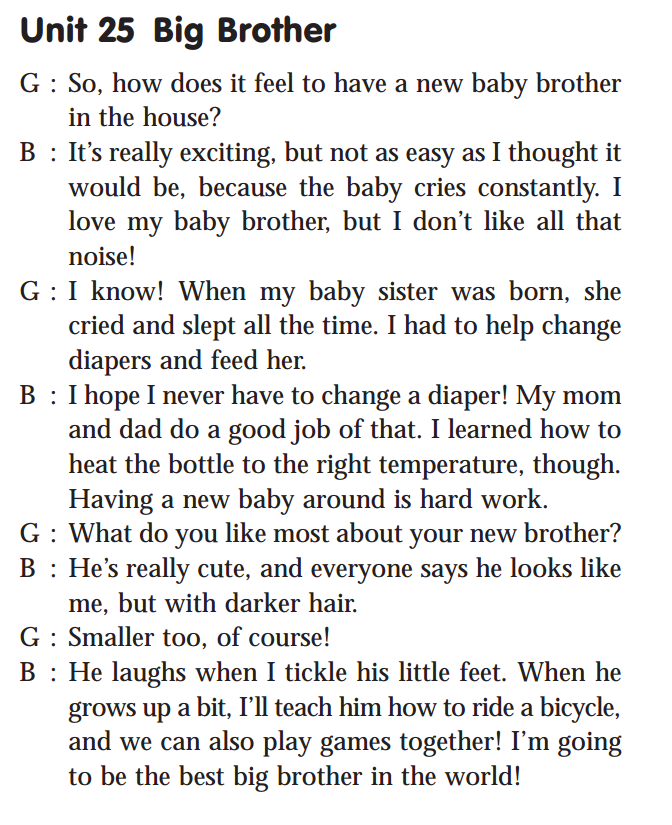 Unit 25 Big Brother
G : So, how does it feel to have a new baby brother
in the house?
B : It's really exciting, but not as easy as I thought it
would be, because the baby cries constantly. I
love my baby brother, but I don't like all that
noise!
G : I know! When my baby sister was born, she
cried and slept all the time. I had to help change
diapers and feed her.
B : I hope I never have to change a diaper! My mom
and dad do a good job of that. I learned how to
heat the bottle to the right temperature, though.
Having a new baby around is hard work.
G : What do you like most about your new brother?
B : He's really cute, and everyone says he looks like
me, but with darker hair.
G : Smaller too, of course!
B : He laughs when I tickle his little feet. When he
grows up a bit, I'll teach him how to ride a bicycle,
and we can also play games together! I'm going
to be the best big brother in the world!